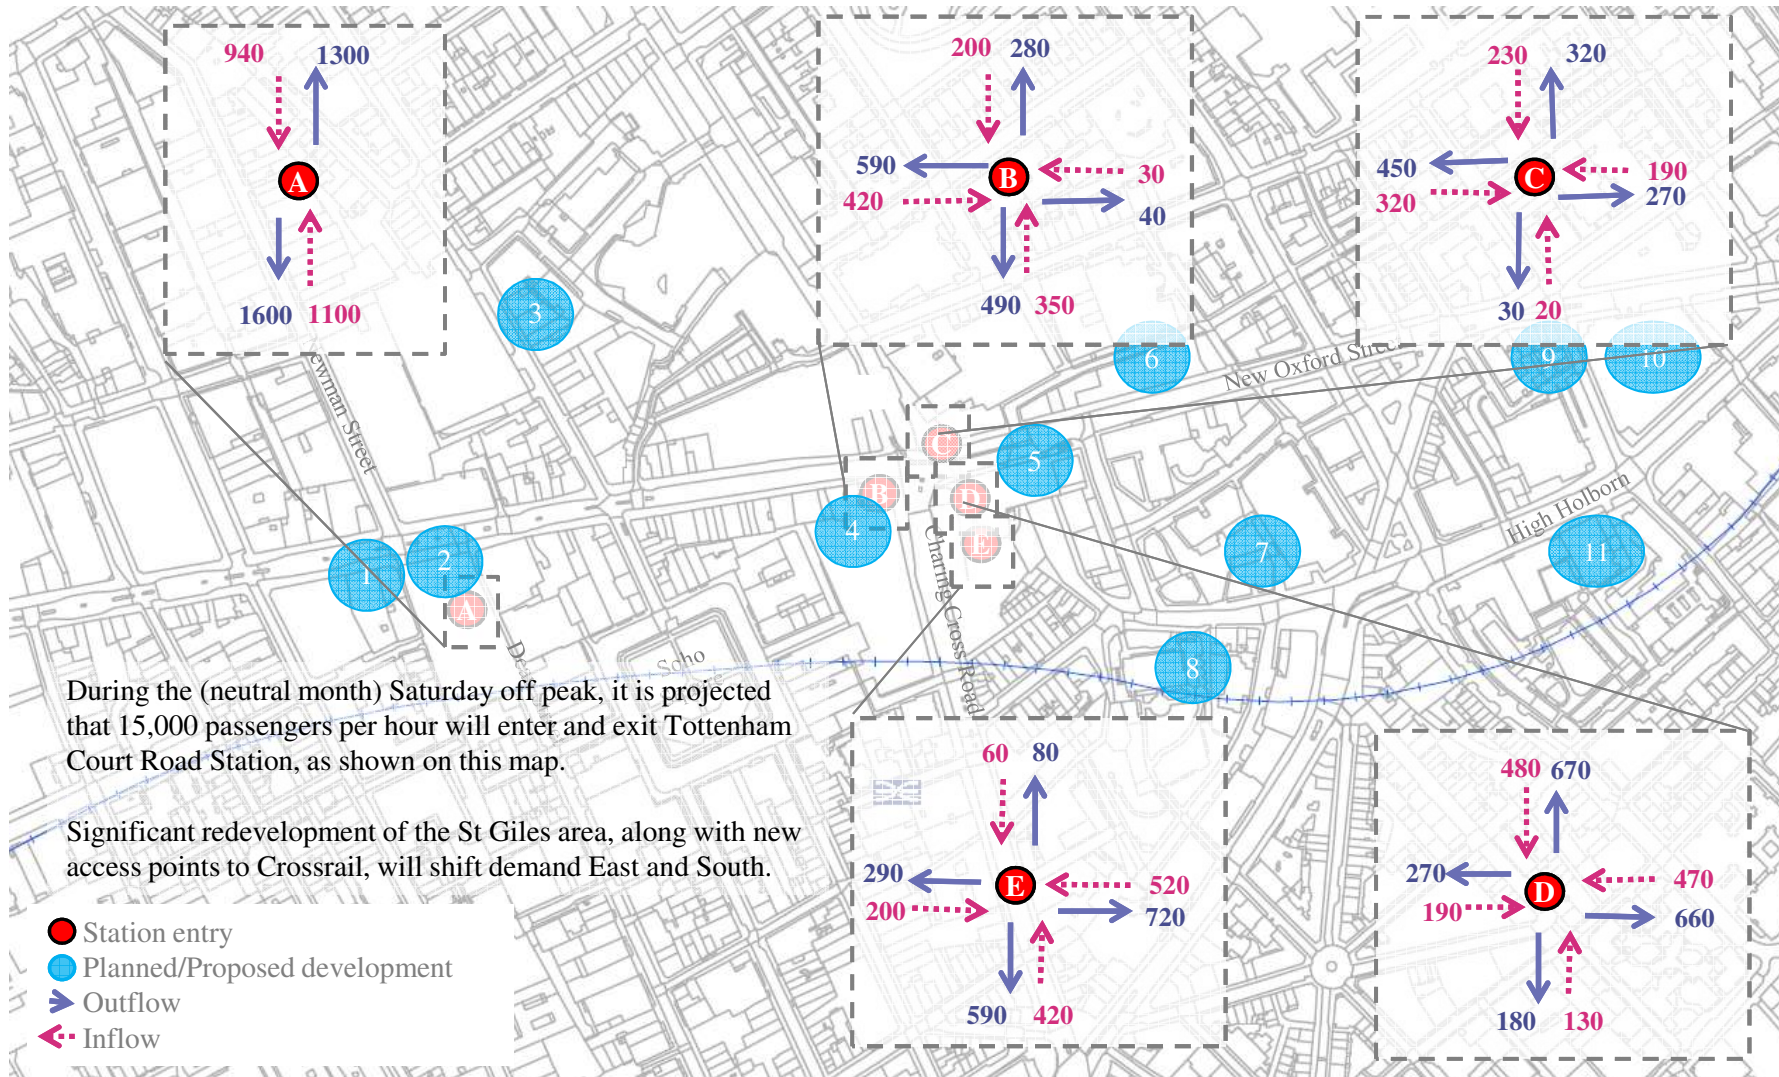 940
1300
A
1600
1100
200
280
590
B
30
420
40
490
350
230
320
450
C
190
320
270
30
20
3
6
9
10
New Oxford Street
ewman Street
C
5
B
D
4
E
High Holborn
7
11
1
2
A
Charing Cross Road
Soho
8
During the (neutral month) Saturday off peak, it is projected
that 15,000 passengers per hour will enter and exit Tottenham
Court Road Station, as shown on this map.
Significant redevelopment of the St Giles area, along with new
access points to Crossrail, will shift demand East and South.
Station entry
Planned/Proposed development
Outflow
Inflow
60
80
290
E
520
200
720
590
420
480
670
270
D
470
190
660
180
130